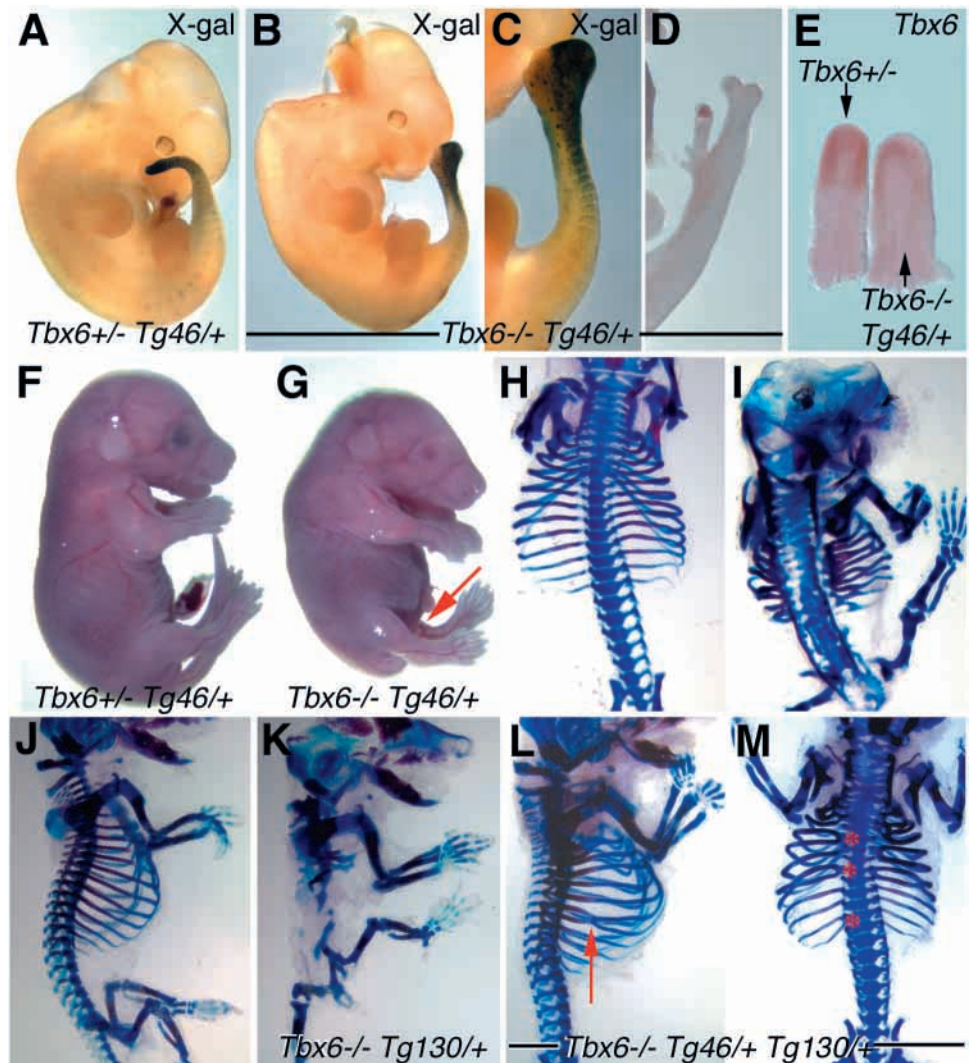 A X-gal
B X-gal
C X-gal
D
E Tbx6
Tbx6+/-
Tbx6-/-
Tg46/+
Tbx6+/- Tg46/+
Tbx6-/- Tg46/+
F
G
H
I
Tbx6+/- Tg46/+
Tbx6-/- Tg46/+
J
K
L
M
Tbx6-/- Tg130/+
Tbx6-/- Tg46/+ Tg130/+